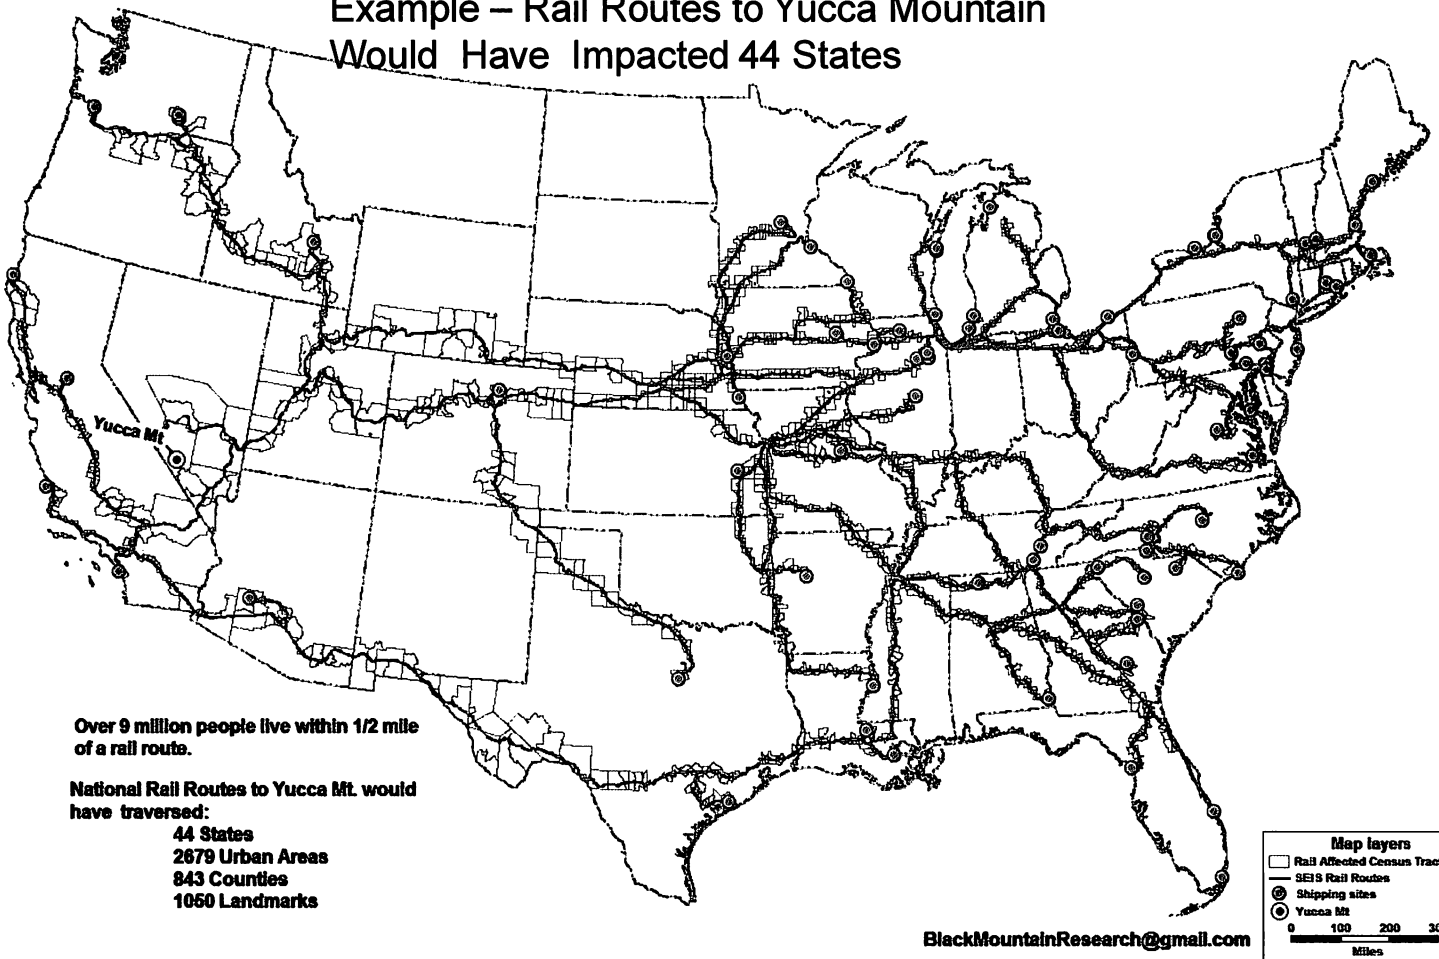 Example – Rail Routes to Yucca Mountain
Would Have Impacted 44 States
Yucca Mt
Over 9 million people live within 1/2 mile
of a rail route.
National Rail Routes to Yucca Mt. would
have traversed:
44 States
2679 Urban Areas
843 Counties
1050 Landmarks
BlackMountainResearch@gmail.com
Map layers
Rail Affected Census Trac
SEIS Rail Routes
Shipping sites
Yucca Mt
0 100 200 30
Miles